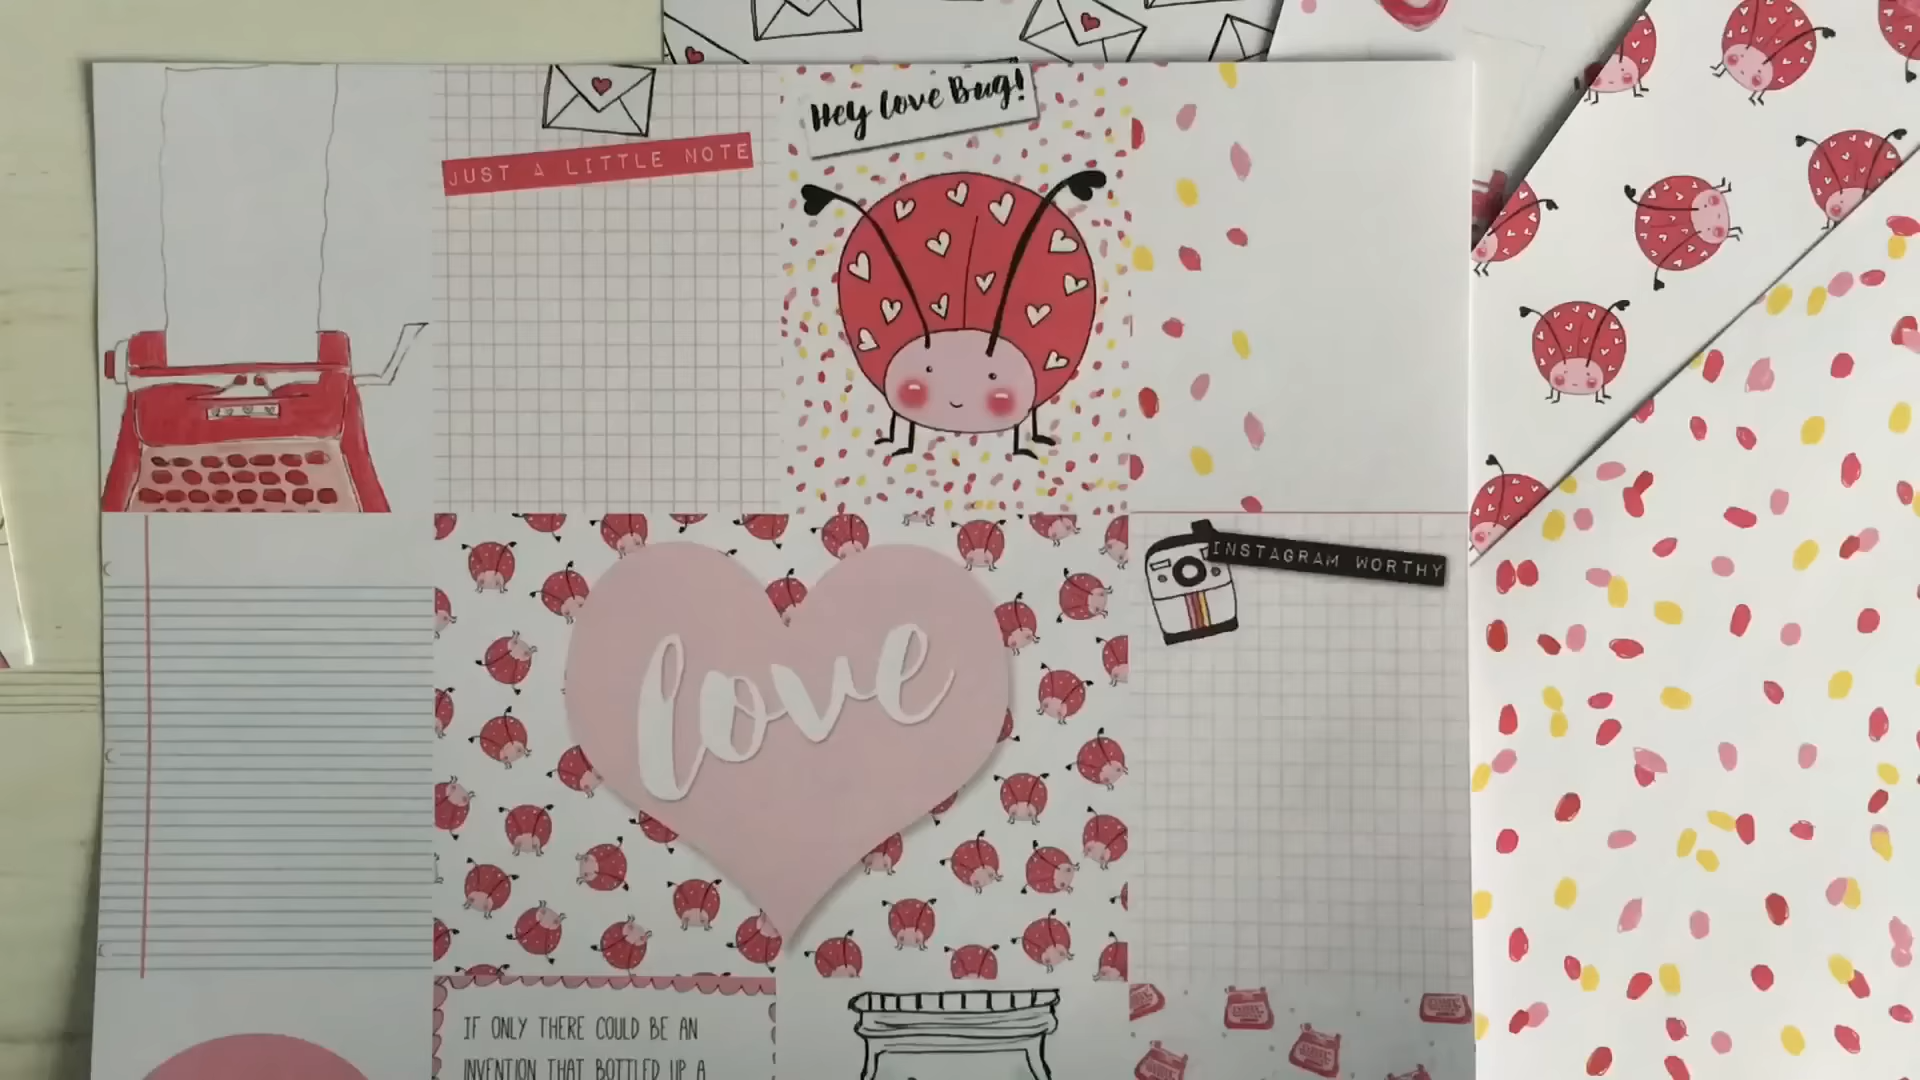 Hey love Bug!
JUST A LITTLE NOTE
INSTAGRAM WORTHY
love
IF ONLY THERE COULD BE AN
INVENTION THAT BOTTLED UP A